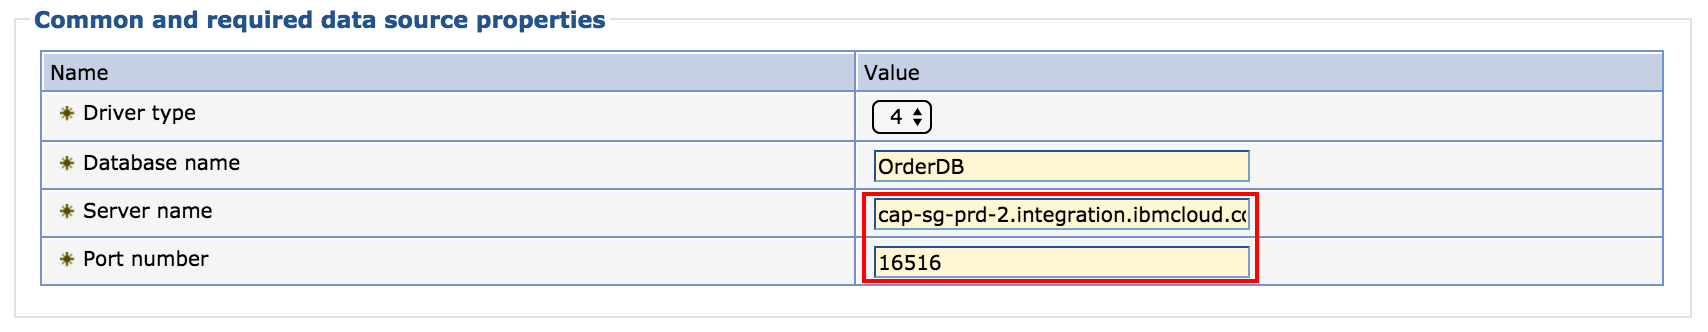 Common and required data source properties
Name Value
Driver type 4
Database name OrderDB
Server name cap-sg-prd-2.integration.ibmcloud.co
Port number 16516